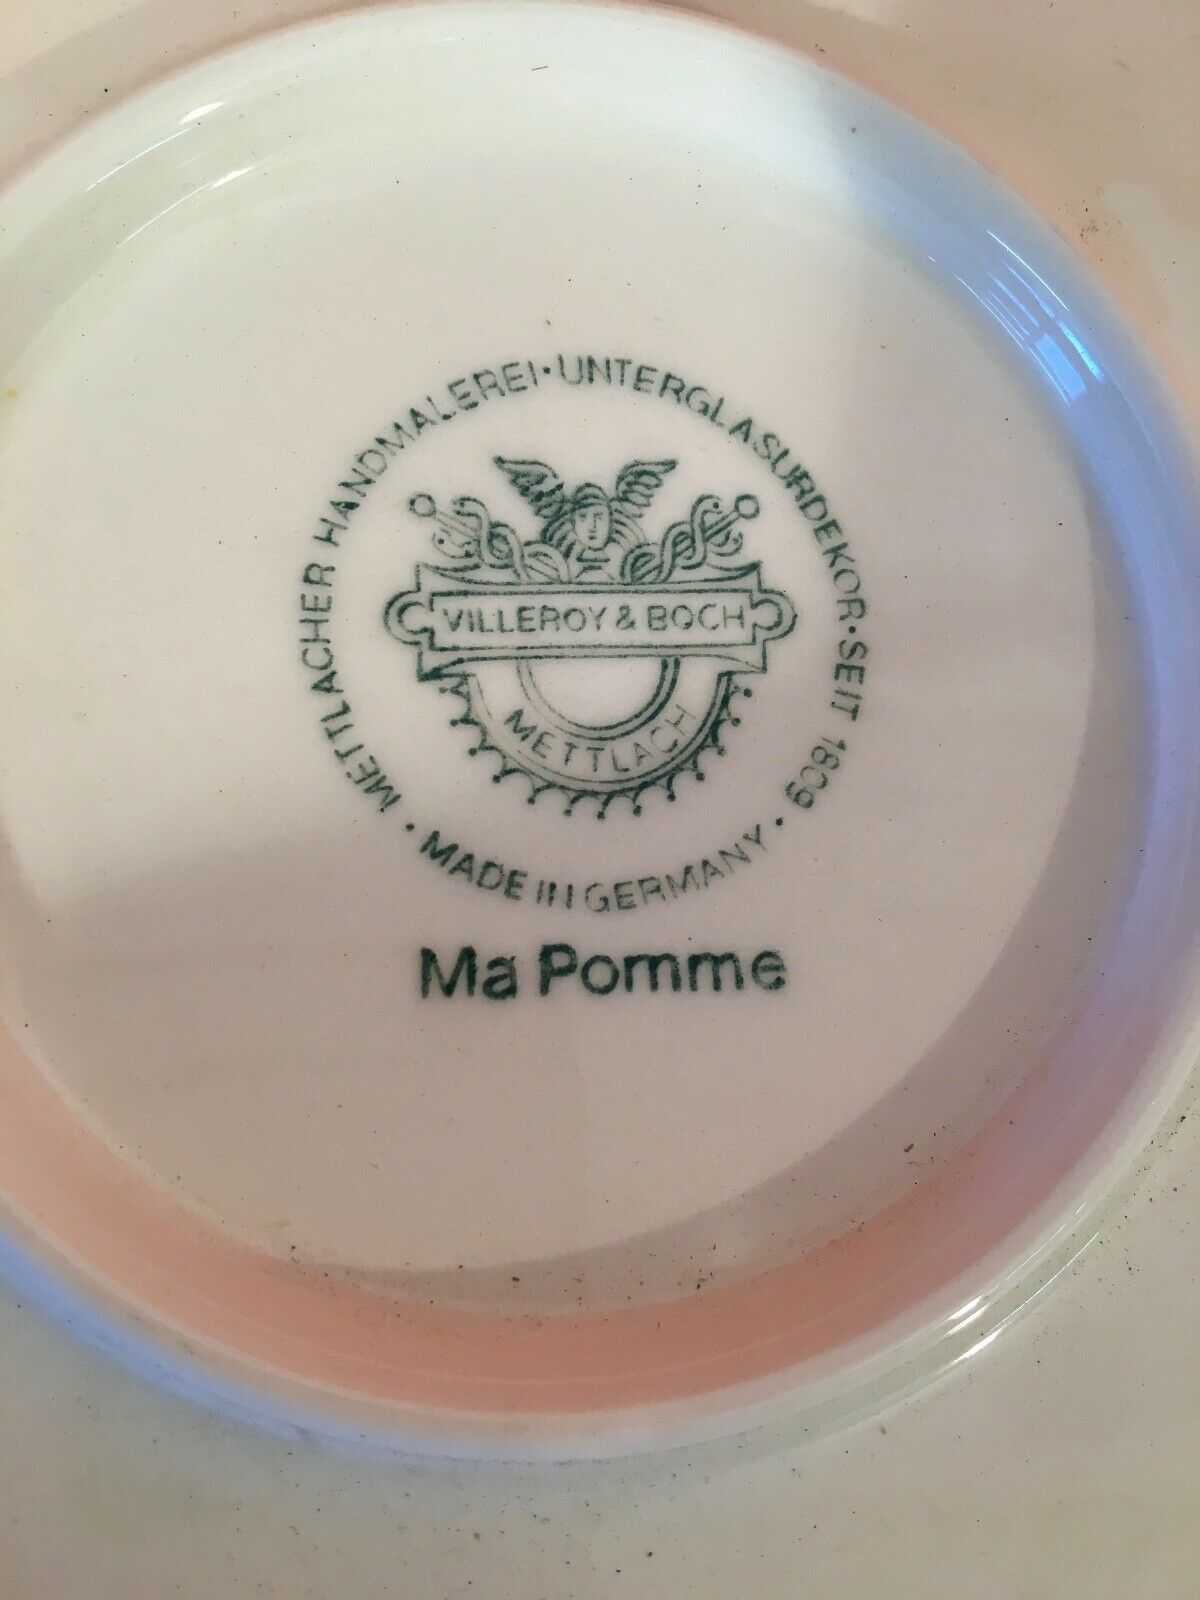 METTLACHER HANDMALEREI · UNTERGLASURDEKOR · SEIT 1809 ·
VILLEROY & BOCH
METTLACH
MADE IN GERMANY ·
Ma Pomme